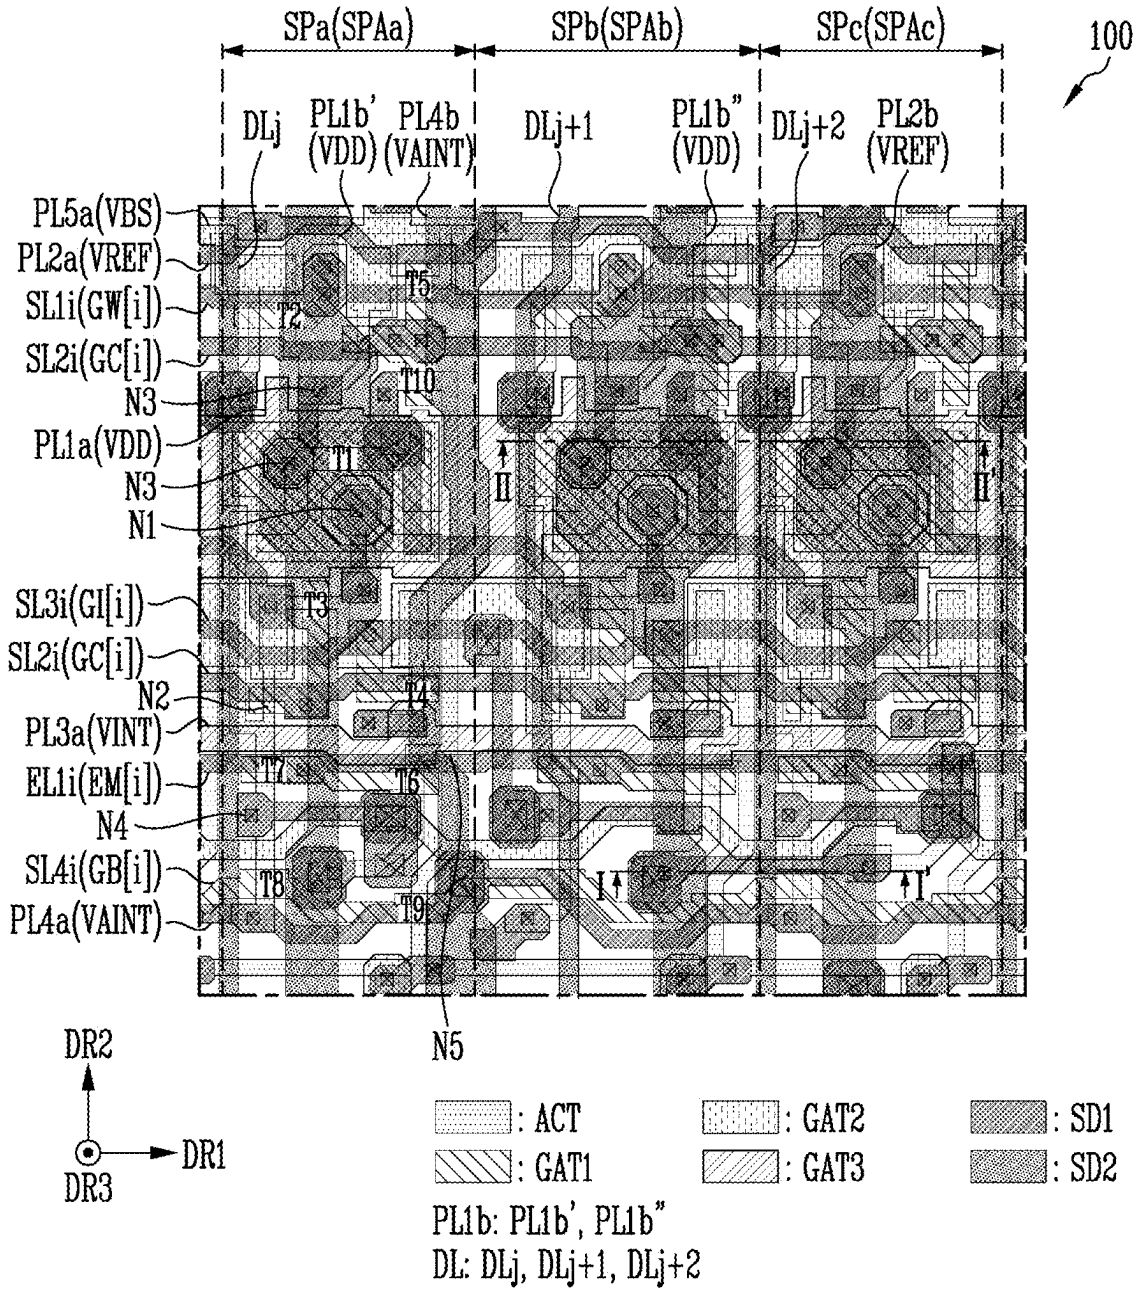 SPa(SPAa) SPb(SPAb) SPc(SPAc)
100
DLj PL1b' PL4b DLj+1 PL1b" DLj+2 PL2b
(VDD) (VAINT) (VDD) (VREF)
PL5a(VBS)
PL2a(VREF)
T5
SL1i(GW[i])
T2
SL2i(GC[i])
T10
N3
PL1a(VDD)
T1
N3
II II'
N1
SL3i(GI[i])
T3
SL2i(GC[i])
N2
T4
PL3a(VINT)
T7
EL1i(EM[i])
T6
N4
SL4i(GB[i])
T8
I I'
T9
PL4a(VAINT)
N5
DR2
DR1
DR3
: ACT : GAT2 : SD1
: GAT1 : GAT3 : SD2
PL1b: PL1b', PL1b"
DL: DLj, DLj+1, DLj+2